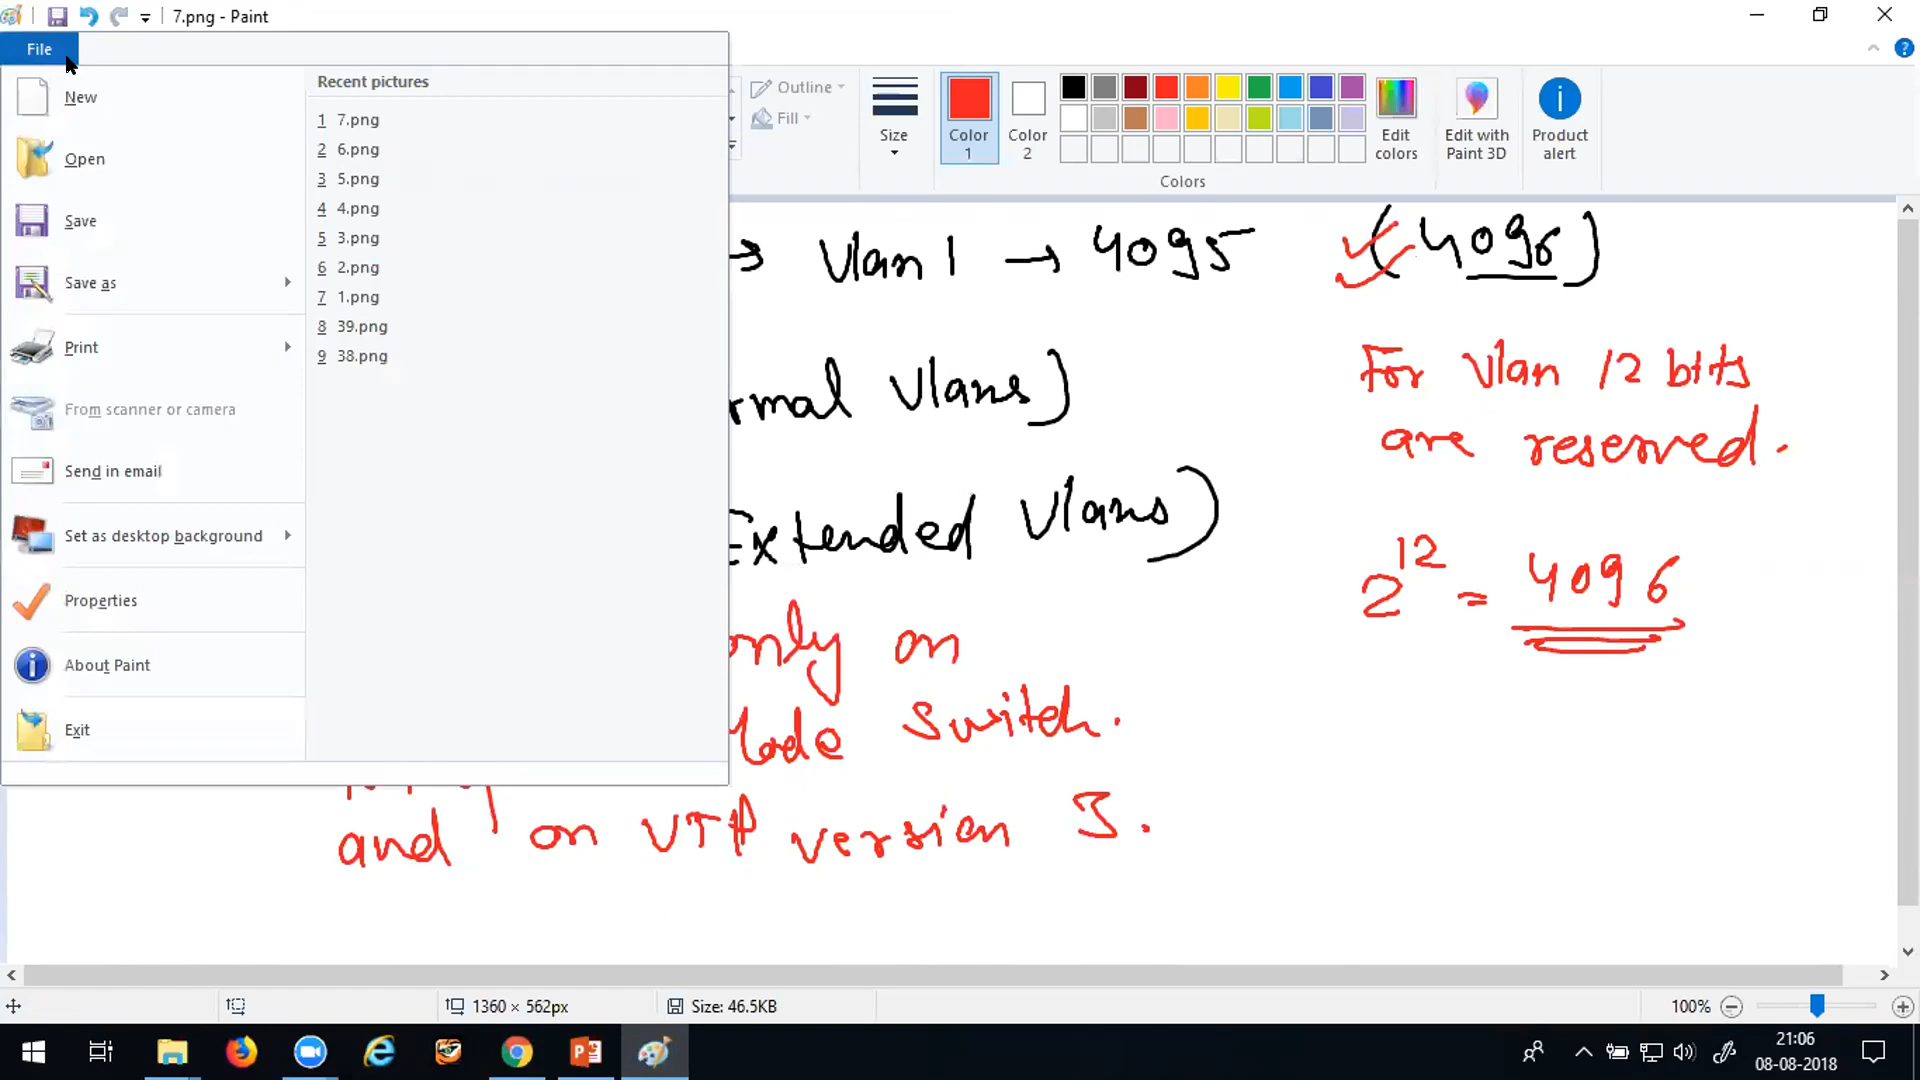 7.png - Paint
File
Recent pictures
New
Open
Save
Save as
Print
From scanner or camera
Send in email
Set as desktop background
Properties
About Paint
Exit
1 7.png
2 6.png
3 5.png
4 4.png
5 3.png
6 2.png
7 1.png
8 39.png
9 38.png
Outline
Fill
Size
Color 1
Color 2
Edit colors
Edit with Paint 3D
Product alert
Colors
→ Vlan 1 → 4095 (4096)
rmal Vlans)
Extended Vlans)
only on
Mode Switch.
and on VTP version 3.
For Vlan 12 bits
are reserved.
2^12 = 4096
1360 × 562px
Size: 46.5KB
100%
21:06
08-08-2018